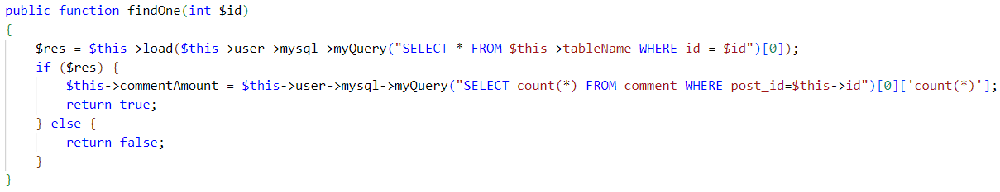 public function findOne(int $id)
{
    $res = $this->load($this->user->mysql->myQuery("SELECT * FROM $this->tableName WHERE id = $id")[0]);
    if ($res) {
        $this->commentAmount = $this->user->mysql->myQuery("SELECT count(*) FROM comment WHERE post_id=$this->id")[0]['count(*)'];
        return true;
    } else {
        return false;
    }
}